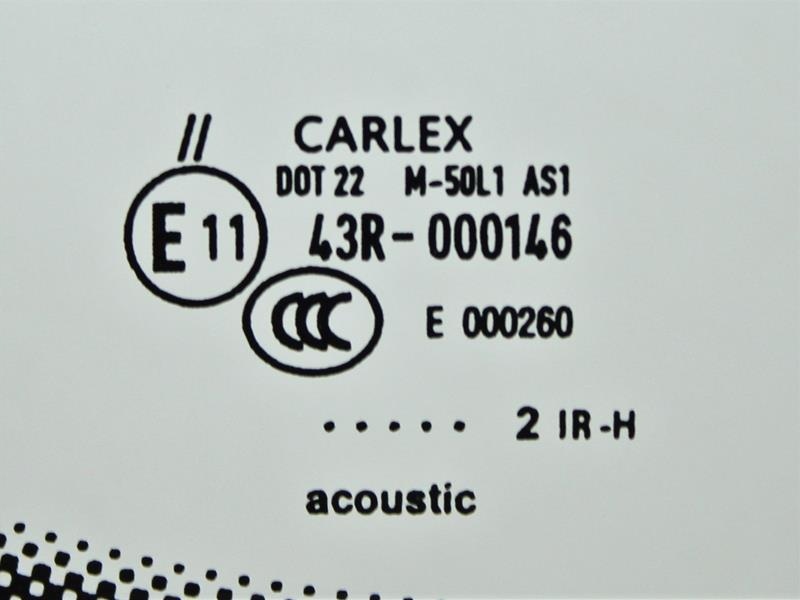 // CARLEX
DOT 22 M-50L1 AS1
E 11 43R-000146
CCC E 000260
..... 2 IR-H
acoustic